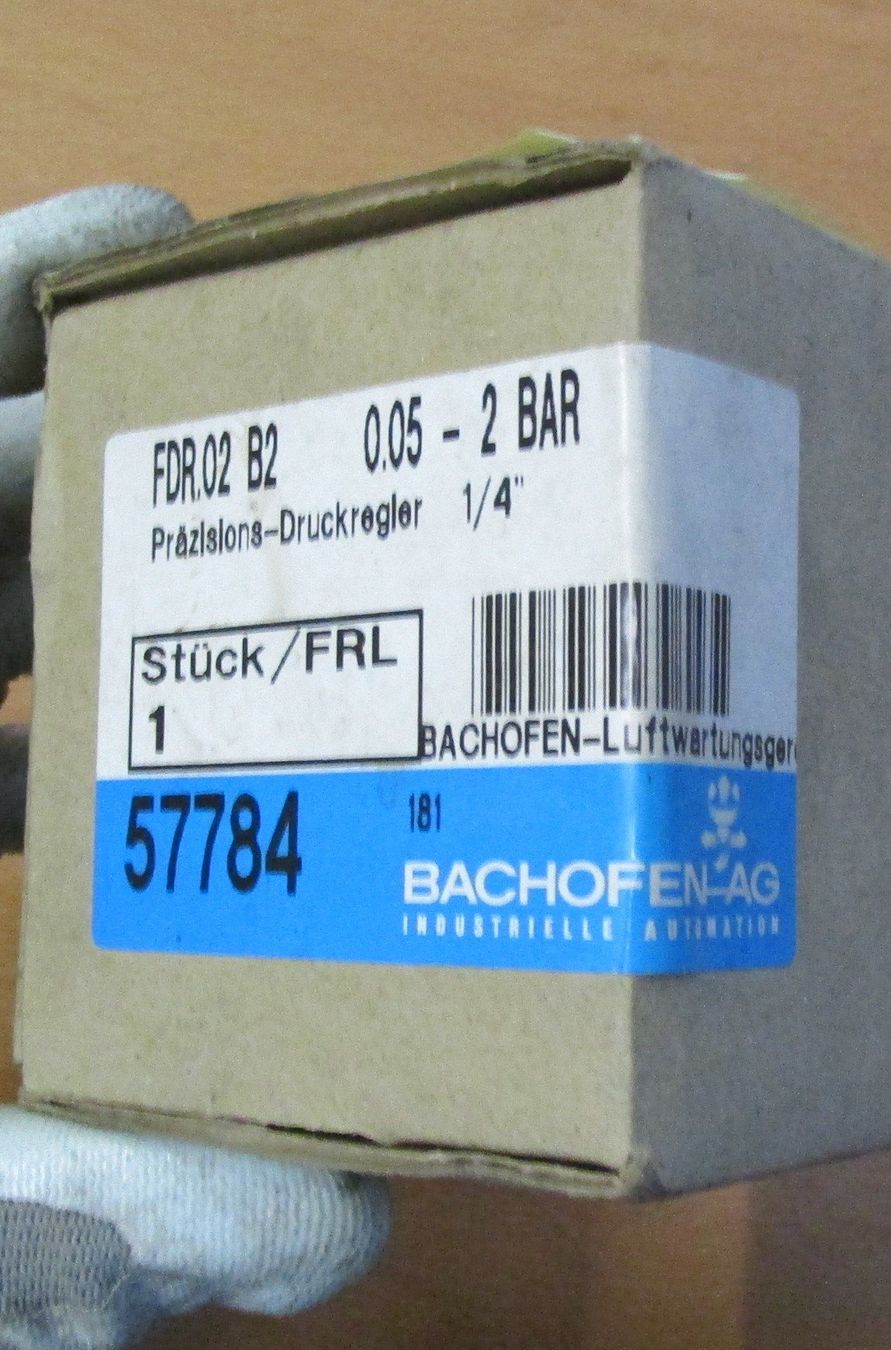 FDR.02 B2 0.05 - 2 BAR
Präzisions-Druckregler 1/4"
Stück/FRL
1
BACHOFEN-Luftwartungsger
57784 181
BACHOFEN AG
INDUSTRIELLE AUTOMATION